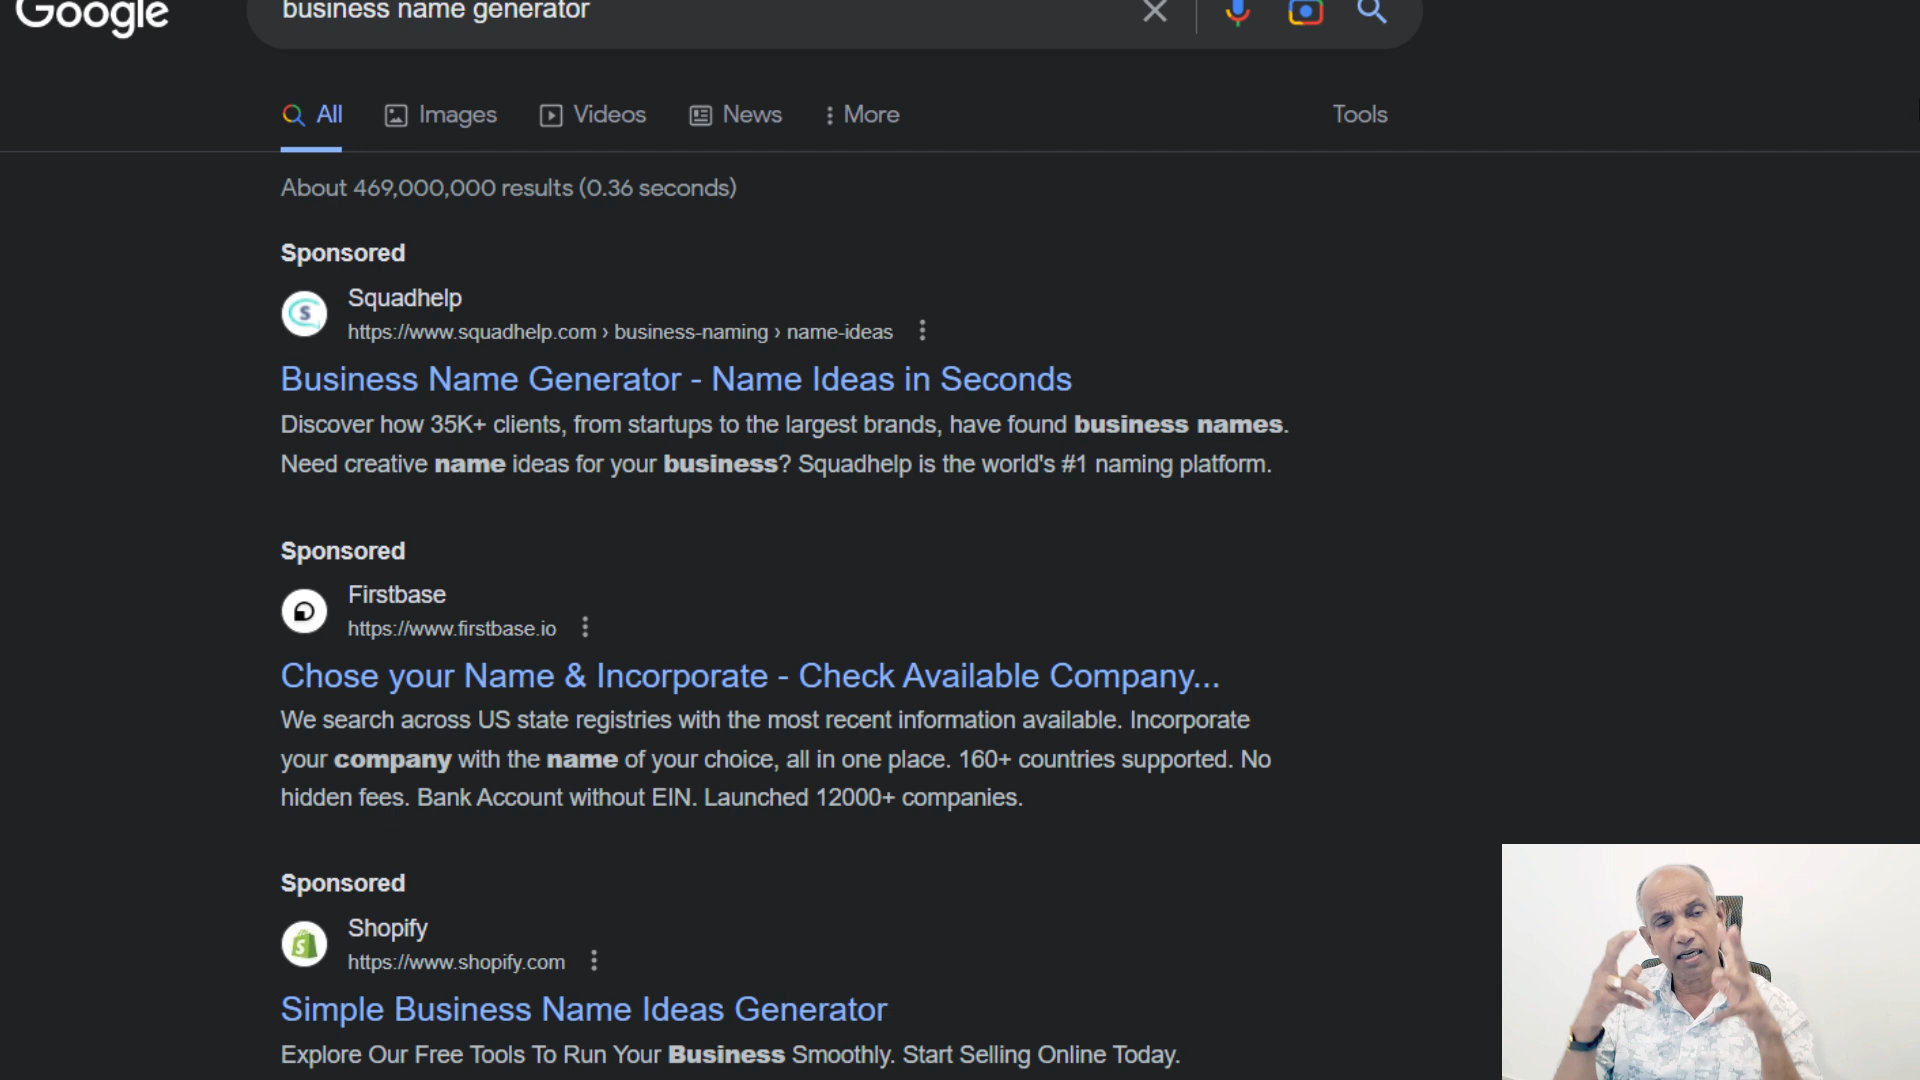 Google
business name generator
All Images Videos News More Tools
About 469,000,000 results (0.36 seconds)
Sponsored
Squadhelp
https://www.squadhelp.com › business-naming › name-ideas
Business Name Generator - Name Ideas in Seconds
Discover how 35K+ clients, from startups to the largest brands, have found business names.
Need creative name ideas for your business? Squadhelp is the world's #1 naming platform.
Sponsored
Firstbase
https://www.firstbase.io
Chose your Name & Incorporate - Check Available Company...
We search across US state registries with the most recent information available. Incorporate
your company with the name of your choice, all in one place. 160+ countries supported. No
hidden fees. Bank Account without EIN. Launched 12000+ companies.
Sponsored
Shopify
https://www.shopify.com
Simple Business Name Ideas Generator
Explore Our Free Tools To Run Your Business Smoothly. Start Selling Online Today.